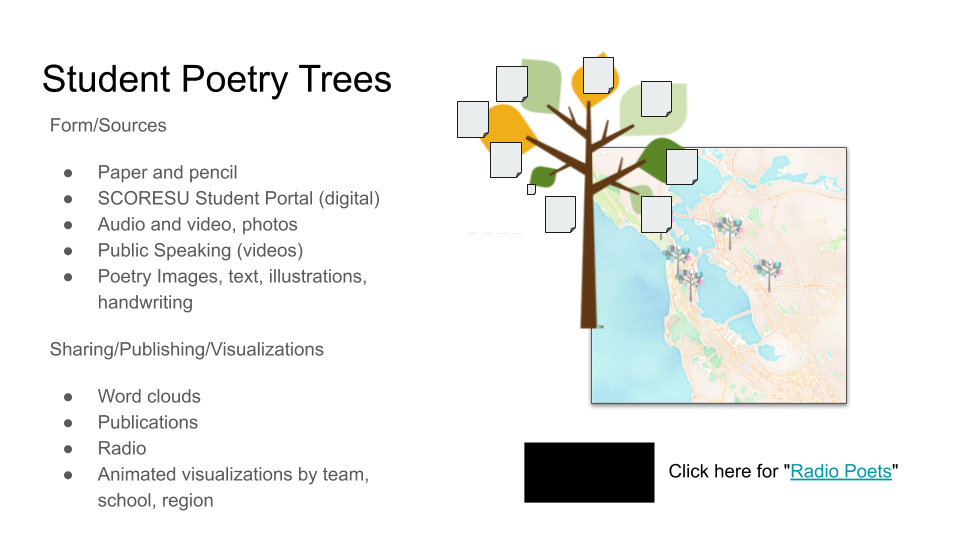 Student Poetry Trees
Form/Sources
● Paper and pencil
● SCORESU Student Portal (digital)
● Audio and video, photos
● Public Speaking (videos)
● Poetry Images, text, illustrations,
handwriting
Sharing/Publishing/Visualizations
● Word clouds
● Publications
● Radio
● Animated visualizations by team,
school, region
Click here for "Radio Poets"